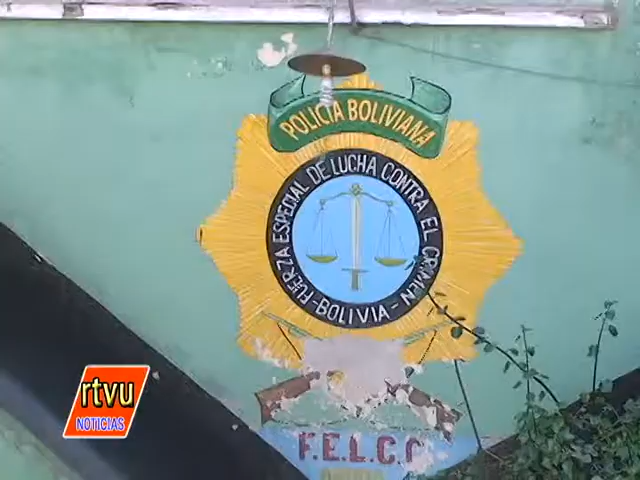 POLICIA BOLIVIANA
FUERZA ESPECIAL DE LUCHA CONTRA EL CRIMEN - BOLIVIA -
F.E.L.C.C
rtvu
NOTICIAS